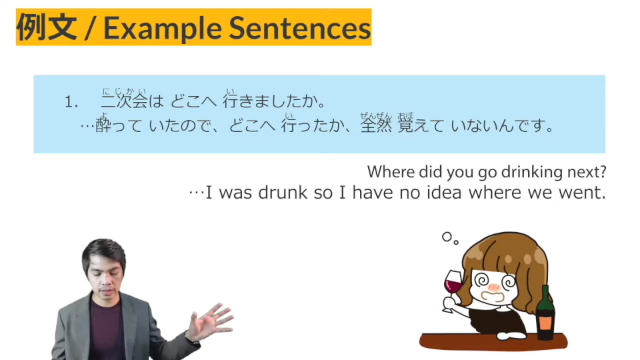 例文 / Example Sentences
にじかい い
1. 二次会は どこへ 行きましたか。
よ い ぜんぜん おぼ
…酔って いたので、どこへ 行ったか、全然 覚えて いないんです。
Where did you go drinking next?
…I was drunk so I have no idea where we went.